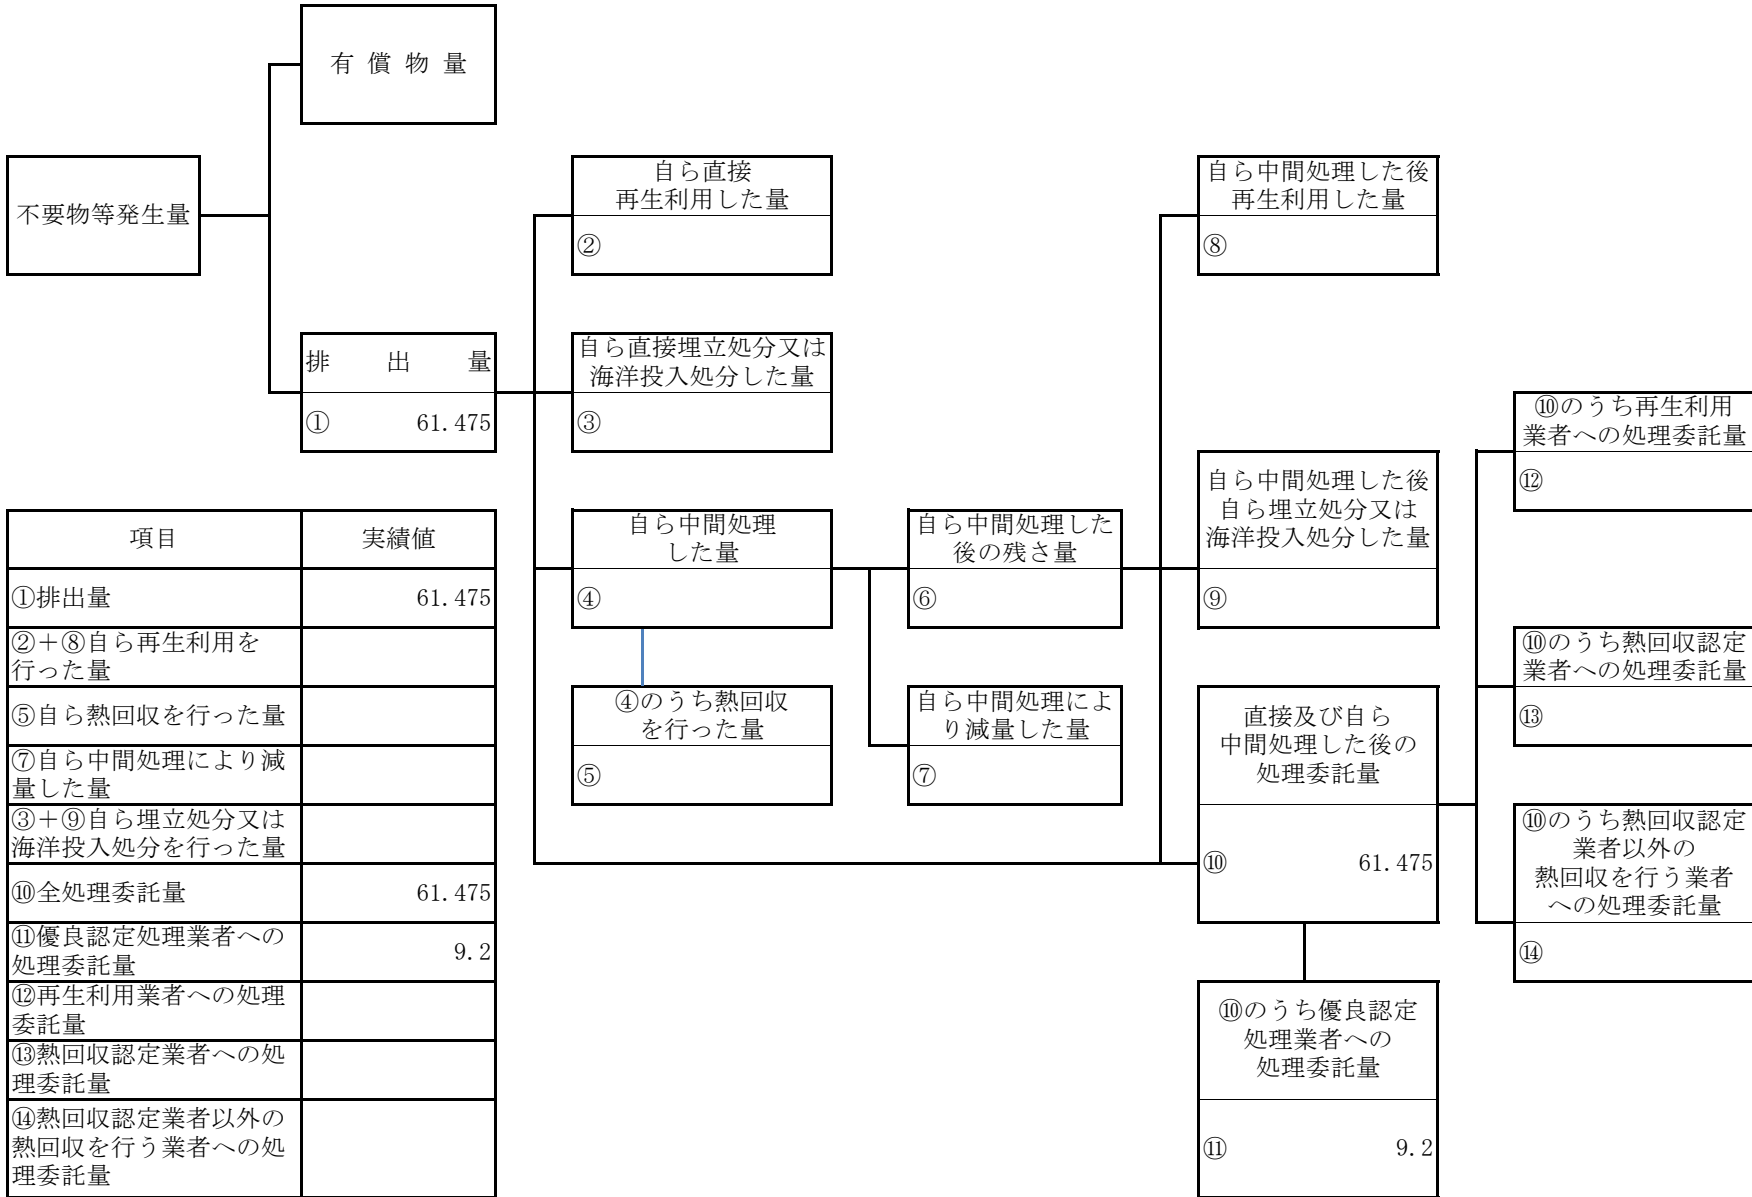 有 償 物 量
不要物等発生量
自ら直接
再生利用した量
②
自ら中間処理した後
再生利用した量
⑧
排 出 量
① 61.475
自ら直接埋立処分又は
海洋投入処分した量
③
⑩のうち再生利用
業者への処理委託量
⑫
自ら中間処理した後
自ら埋立処分又は
海洋投入処分した量
⑨
自ら中間処理
した量
④
自ら中間処理した
後の残さ量
⑥
⑩のうち熱回収認定
業者への処理委託量
⑬
④のうち熱回収
を行った量
⑤
自ら中間処理によ
り減量した量
⑦
直接及び自ら
中間処理した後の
処理委託量
⑩ 61.475
⑩のうち熱回収認定
業者以外の
熱回収を行う業者
への処理委託量
⑭
⑩のうち優良認定
処理業者への
処理委託量
⑪ 9.2
項目 実績値
①排出量 61.475
②＋⑧自ら再生利用を
行った量
⑤自ら熱回収を行った量
⑦自ら中間処理により減
量した量
③＋⑨自ら埋立処分又は
海洋投入処分を行った量
⑩全処理委託量 61.475
⑪優良認定処理業者への
処理委託量 9.2
⑫再生利用業者への処理
委託量
⑬熱回収認定業者への処
理委託量
⑭熱回収認定業者以外の
熱回収を行う業者への処
理委託量